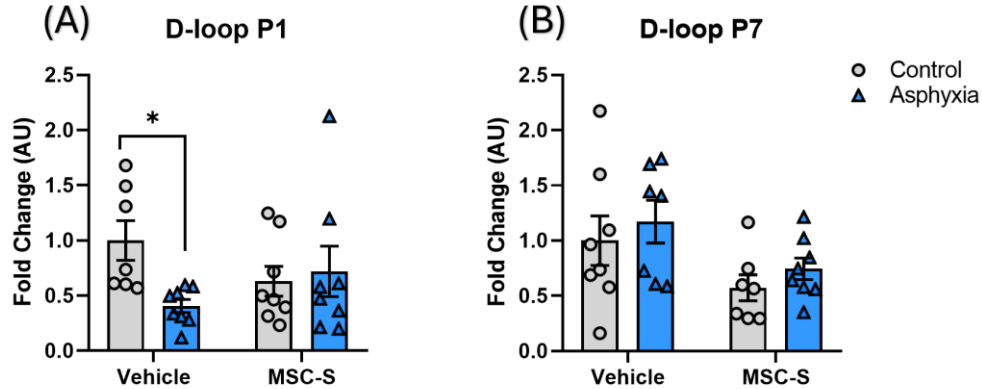 (A)
D-loop P1
Fold Change (AU)
2.5
2.0
1.5
1.0
0.5
0.0
*
Vehicle MSC-S
(B)
D-loop P7
Fold Change (AU)
2.5
2.0
1.5
1.0
0.5
0.0
Vehicle MSC-S
Control
Asphyxia